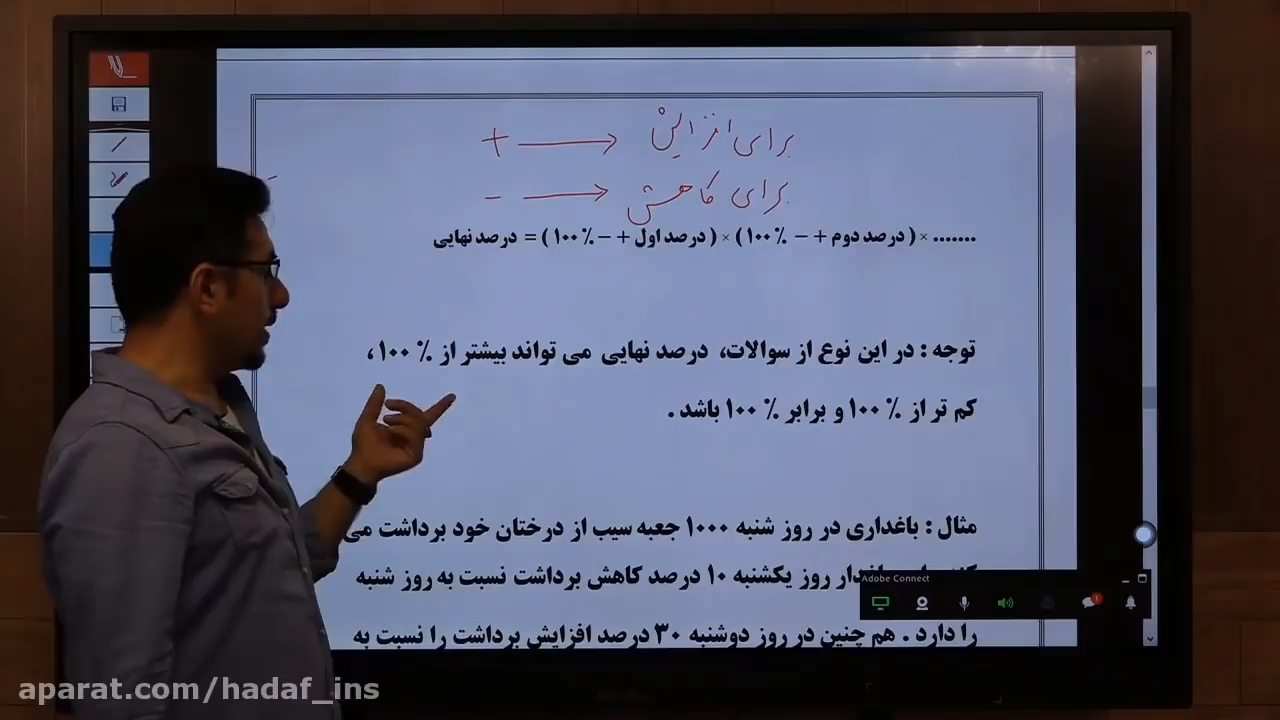 برای افزایش ⟶ +
برای کاهش ⟶ -
درصد نهایی = ( ۱۰۰ % − + درصد اول ) × ( ۱۰۰ % − + درصد دوم ) × .......
توجه : در این نوع از سوالات، درصد نهایی می تواند بیشتر از % ۱۰۰ ،
کم تر از % ۱۰۰ و برابر % ۱۰۰ باشد .
مثال : باغداری در روز شنبه ۱۰۰۰ جعبه سیب از درختان خود برداشت می
روز یکشنبه ۱۰ درصد کاهش برداشت نسبت به روز شنبه
Adobe Connect
را دارد . هم چنین در روز دوشنبه ۳۰ درصد افزایش برداشت را نسبت به
aparat.com/hadaf_ins